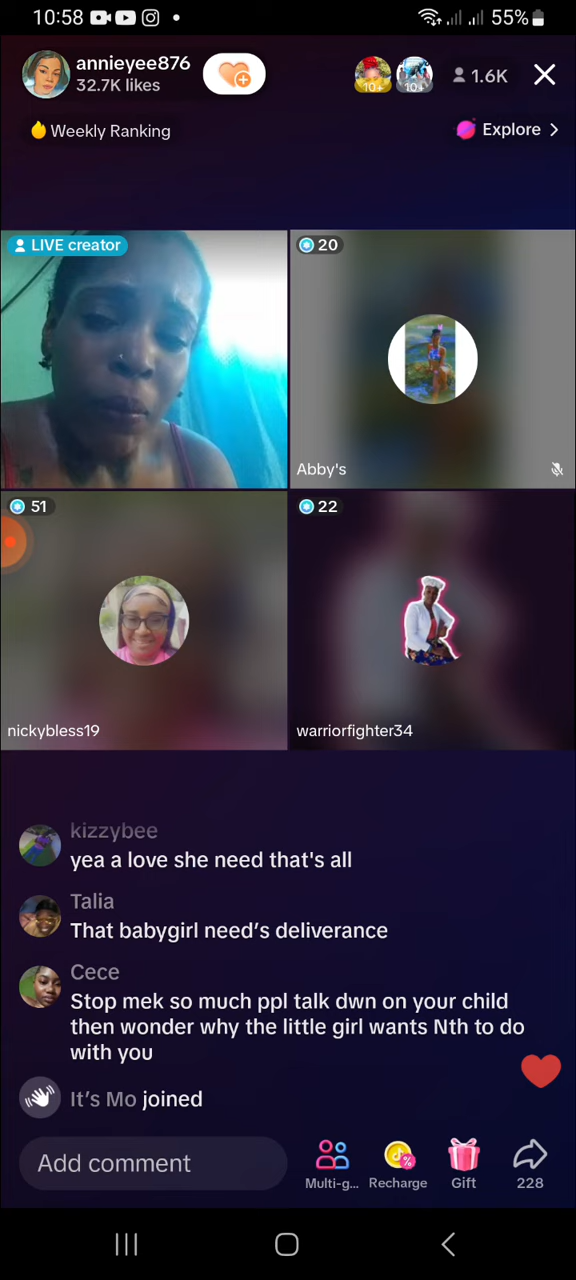 10:58
55%
annieyee876
32.7K likes
10+
10+
1.6K
Weekly Ranking
Explore >
LIVE creator
20
Abby's
51
22
nickybless19
warriorfighter34
kizzybee
yea a love she need that's all
Talia
That babygirl need’s deliverance
Cece
Stop mek so much ppl talk dwn on your child
then wonder why the little girl wants Nth to do
with you
It’s Mo joined
Add comment
Multi-g...
Recharge
Gift
228